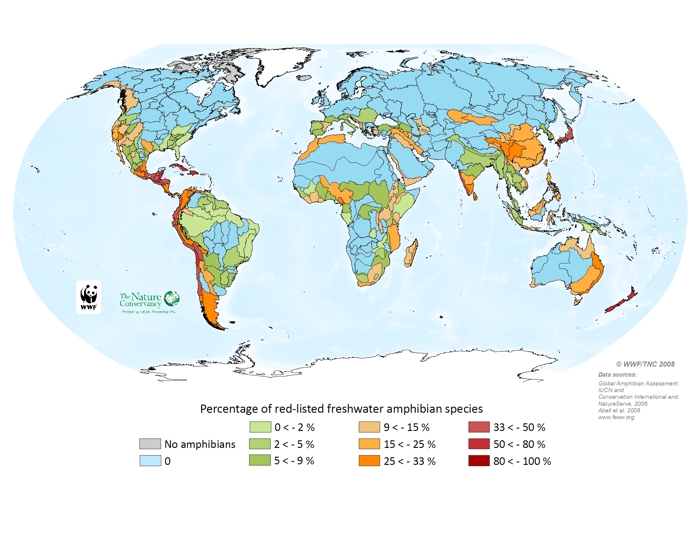 WWF
The Nature
Conservancy
Protecting nature. Preserving life.
© WWF/TNC 2008
Data sources:
Global Amphibian Assessment:
IUCN and
Conservation International and
NatureServe, 2006
Abell et al. 2008
www.feow.org
Percentage of red-listed freshwater amphibian species
No amphibians
0
0 < - 2 %
2 < - 5 %
5 < - 9 %
9 < - 15 %
15 < - 25 %
25 < - 33 %
33 < - 50 %
50 < - 80 %
80 < - 100 %